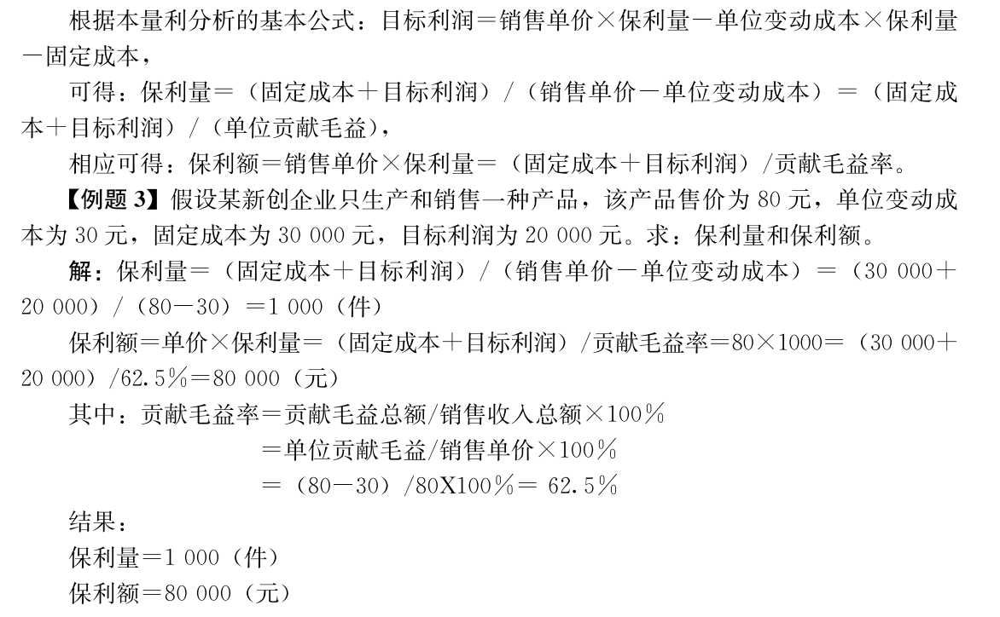 根据本量利分析的基本公式：目标利润＝销售单价×保利量－单位变动成本×保利量
－固定成本，
可得：保利量＝（固定成本＋目标利润）/（销售单价－单位变动成本）＝（固定成
本＋目标利润）/（单位贡献毛益），
相应可得：保利额＝销售单价×保利量＝（固定成本＋目标利润）/贡献毛益率。
【例题 3】假设某新创企业只生产和销售一种产品，该产品售价为 80 元，单位变动成
本为 30 元，固定成本为 30 000 元，目标利润为 20 000 元。求：保利量和保利额。
解：保利量＝（固定成本＋目标利润）/（销售单价－单位变动成本）＝（30 000＋
20 000）/（80－30）＝1 000（件）
保利额＝单价×保利量＝（固定成本＋目标利润）/贡献毛益率＝80×1000＝（30 000＋
20 000）/62.5％＝80 000（元）
其中：贡献毛益率＝贡献毛益总额/销售收入总额×100％
＝单位贡献毛益/销售单价×100％
＝（80－30）/80X100％＝ 62.5％
结果：
保利量＝1 000（件）
保利额＝80 000（元）